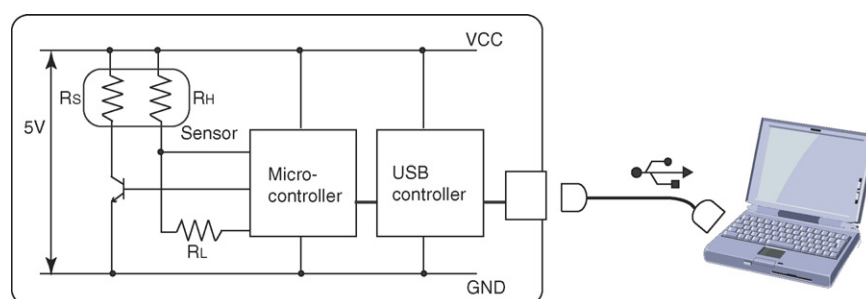 VCC
RS
RH
5V
Sensor
Micro-
controller
USB
controller
RL
GND